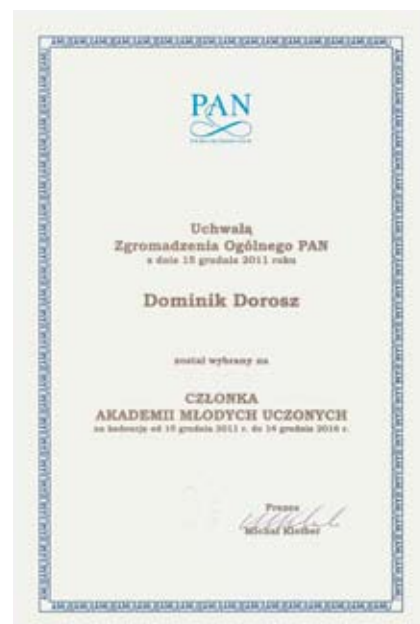 PAN
Uchwałą
Zgromadzenia Ogólnego PAN
z dnia 15 grudnia 2011 roku
Dominik Dorosz
został wybrany na
CZŁONKA
AKADEMII MŁODYCH UCZONYCH
na kadencję od 15 grudnia 2011 r. do 14 grudnia 2016 r.
Prezes
Michał Kleiber